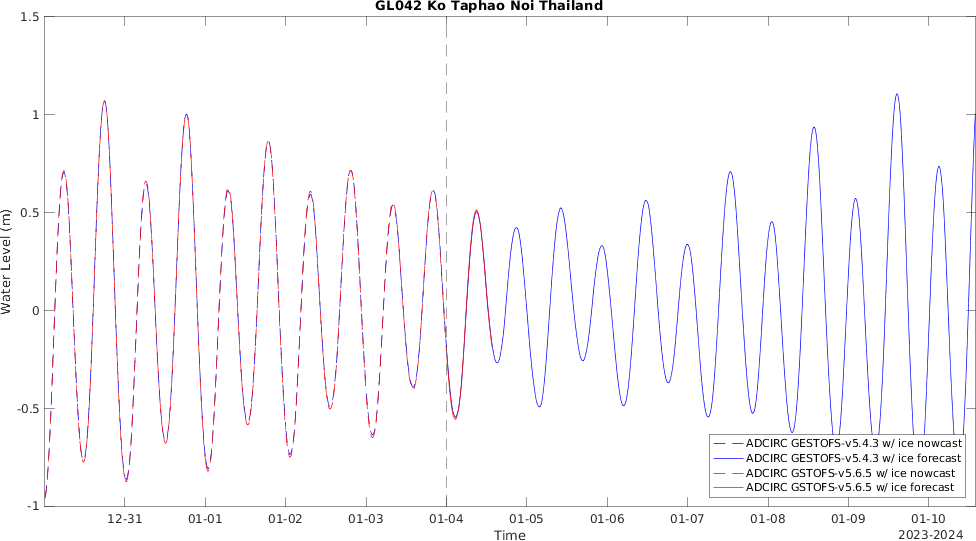 GL042 Ko Taphao Noi Thailand
1.5
1
0.5
0
-0.5
-1
Water Level (m)
12-31
01-01
01-02
01-03
01-04
01-05
01-06
01-07
01-08
01-09
01-10
Time
2023-2024
ADCIRC GESTOFS-v5.4.3 w/ ice nowcast
ADCIRC GESTOFS-v5.4.3 w/ ice forecast
ADCIRC GSTOFS-v5.6.5 w/ ice nowcast
ADCIRC GSTOFS-v5.6.5 w/ ice forecast